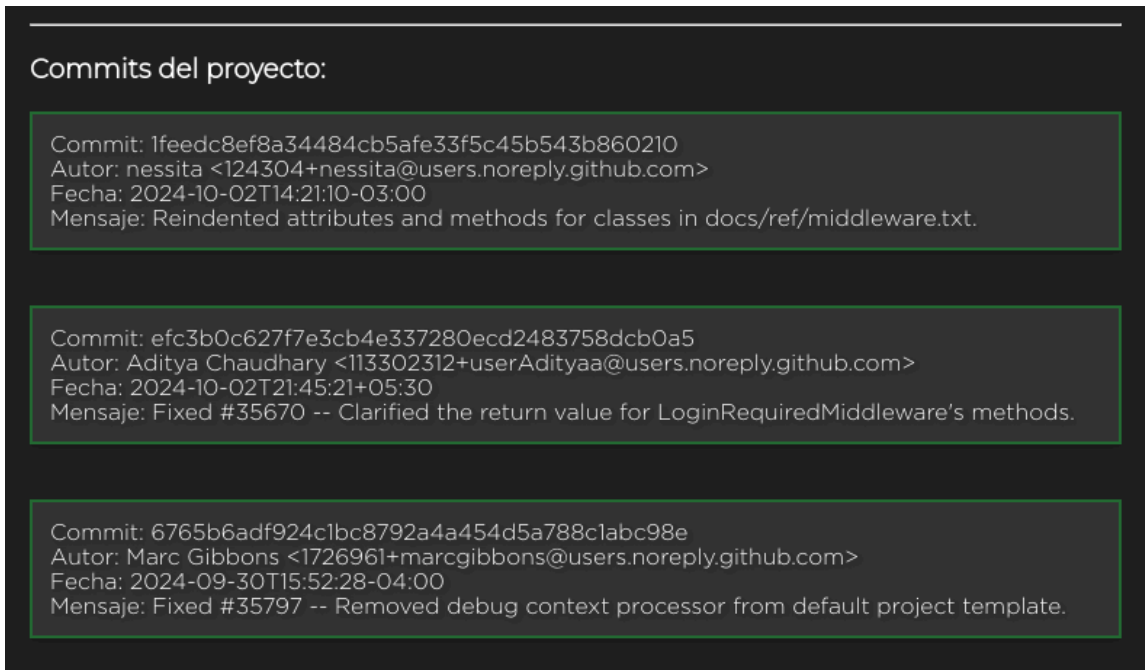 Commits del proyecto:
Commit: 1feedc8ef8a34484cb5afe33f5c45b543b860210
Autor: nessita <124304+nessita@users.noreply.github.com>
Fecha: 2024-10-02T14:21:10-03:00
Mensaje: Reindented attributes and methods for classes in docs/ref/middleware.txt.
Commit: efc3b0c627f7e3cb4e337280ecd2483758dcb0a5
Autor: Aditya Chaudhary <113302312+userAdityaa@users.noreply.github.com>
Fecha: 2024-10-02T21:45:21+05:30
Mensaje: Fixed #35670 -- Clarified the return value for LoginRequiredMiddleware's methods.
Commit: 6765b6adf924c1bc8792a4a454d5a788c1abc98e
Autor: Marc Gibbons <1726961+marcgibbons@users.noreply.github.com>
Fecha: 2024-09-30T15:52:28-04:00
Mensaje: Fixed #35797 -- Removed debug context processor from default project template.